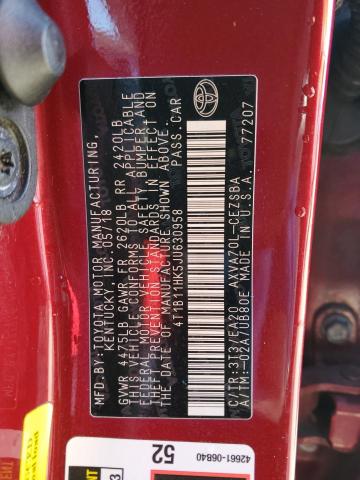 MFD.BY:TOYOTA MOTOR MANUFACTURING,
KENTUCKY, INC. 05/18
GVWR 4475LB GAWR FR 2620LB RR 2420LB
THIS VEHICLE CONFORMS TO ALL APPLICABLE
FEDERAL MOTOR VEHICLE SAFETY BUMPER, AND
THEFT PREVENTION STANDARDS IN EFFECT ON
THE DATE OF MANUFACTURE SHOWN ABOVE.
4T1B11HK5JU630958 PASS.CAR
C/TR:3T3/FA20 AXVA70L-CEZSBA
A/TM:-02A/UB80E MADE IN U.S.A.
77207
42661-06B40
52